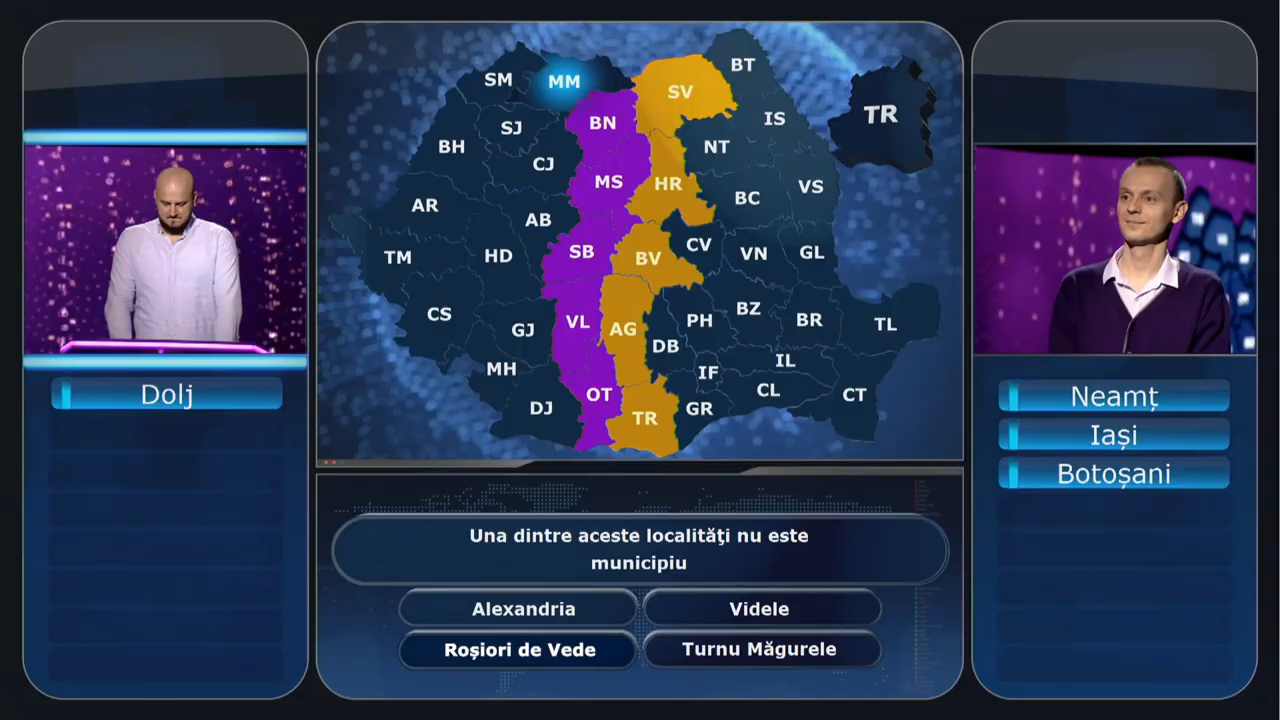 SM
MM
SV
BT
TR
BN
IS
SJ
BH
NT
CJ
MS
HR
VS
BC
AR
AB
CV
SB
VN
GL
TM
HD
BV
CS
VL
AG
PH
BZ
BR
TL
GJ
DB
MH
IF
IL
CL
CT
OT
DJ
TR
GR
Dolj
Neamț
Iași
Botoșani
Una dintre aceste localităţi nu este
municipiu
Alexandria
Videle
Roșiori de Vede
Turnu Măgurele